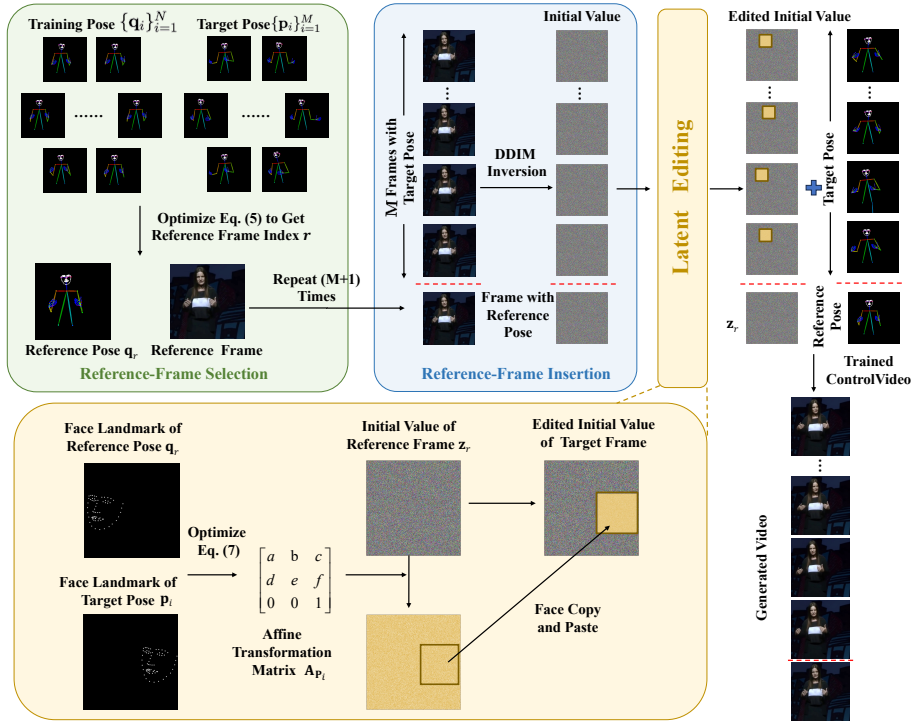 Training Pose {q_i}_{i=1}^N
Target Pose{p_i}_{i=1}^M
......
......
Optimize Eq. (5) to Get
Reference Frame Index r
Reference Pose q_r
Reference Frame
Repeat (M+1)
Times
Reference-Frame Selection
Initial Value
M Frames with
Target Pose
...
...
DDIM
Inversion
Frame with
Reference
Pose
Reference-Frame Insertion
Latent Editing
Edited Initial Value
...
...
Target Pose
z_r
Reference
Pose
Trained
ControlVideo
...
Generated Video
Face Landmark of
Reference Pose q_r
Face Landmark of
Target Pose p_i
Optimize
Eq. (7)
a b c
d e f
0 0 1
Affine
Transformation
Matrix A_{P_i}
Initial Value of
Reference Frame z_r
Edited Initial Value
of Target Frame
Face Copy
and Paste